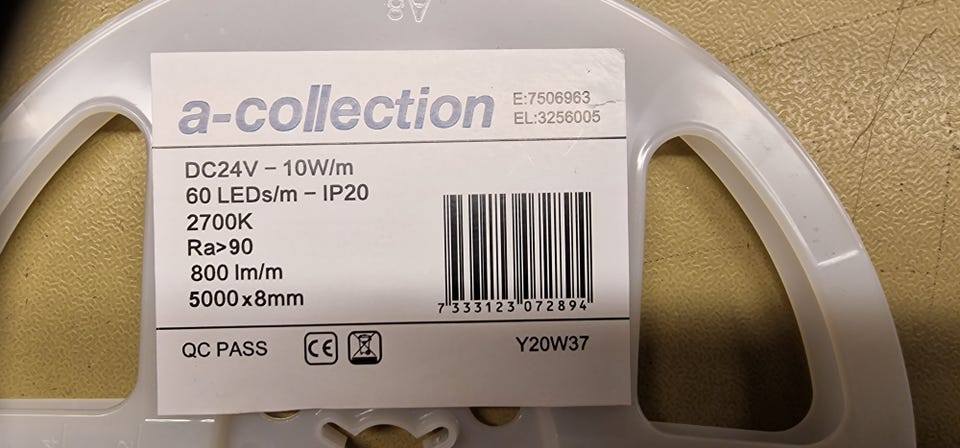 a-collection
E:7506963
EL:3256005
DC24V – 10W/m
60 LEDs/m – IP20
2700K
Ra>90
800 lm/m
5000x8mm
7 333123 072894
QC PASS
CE
Y20W37